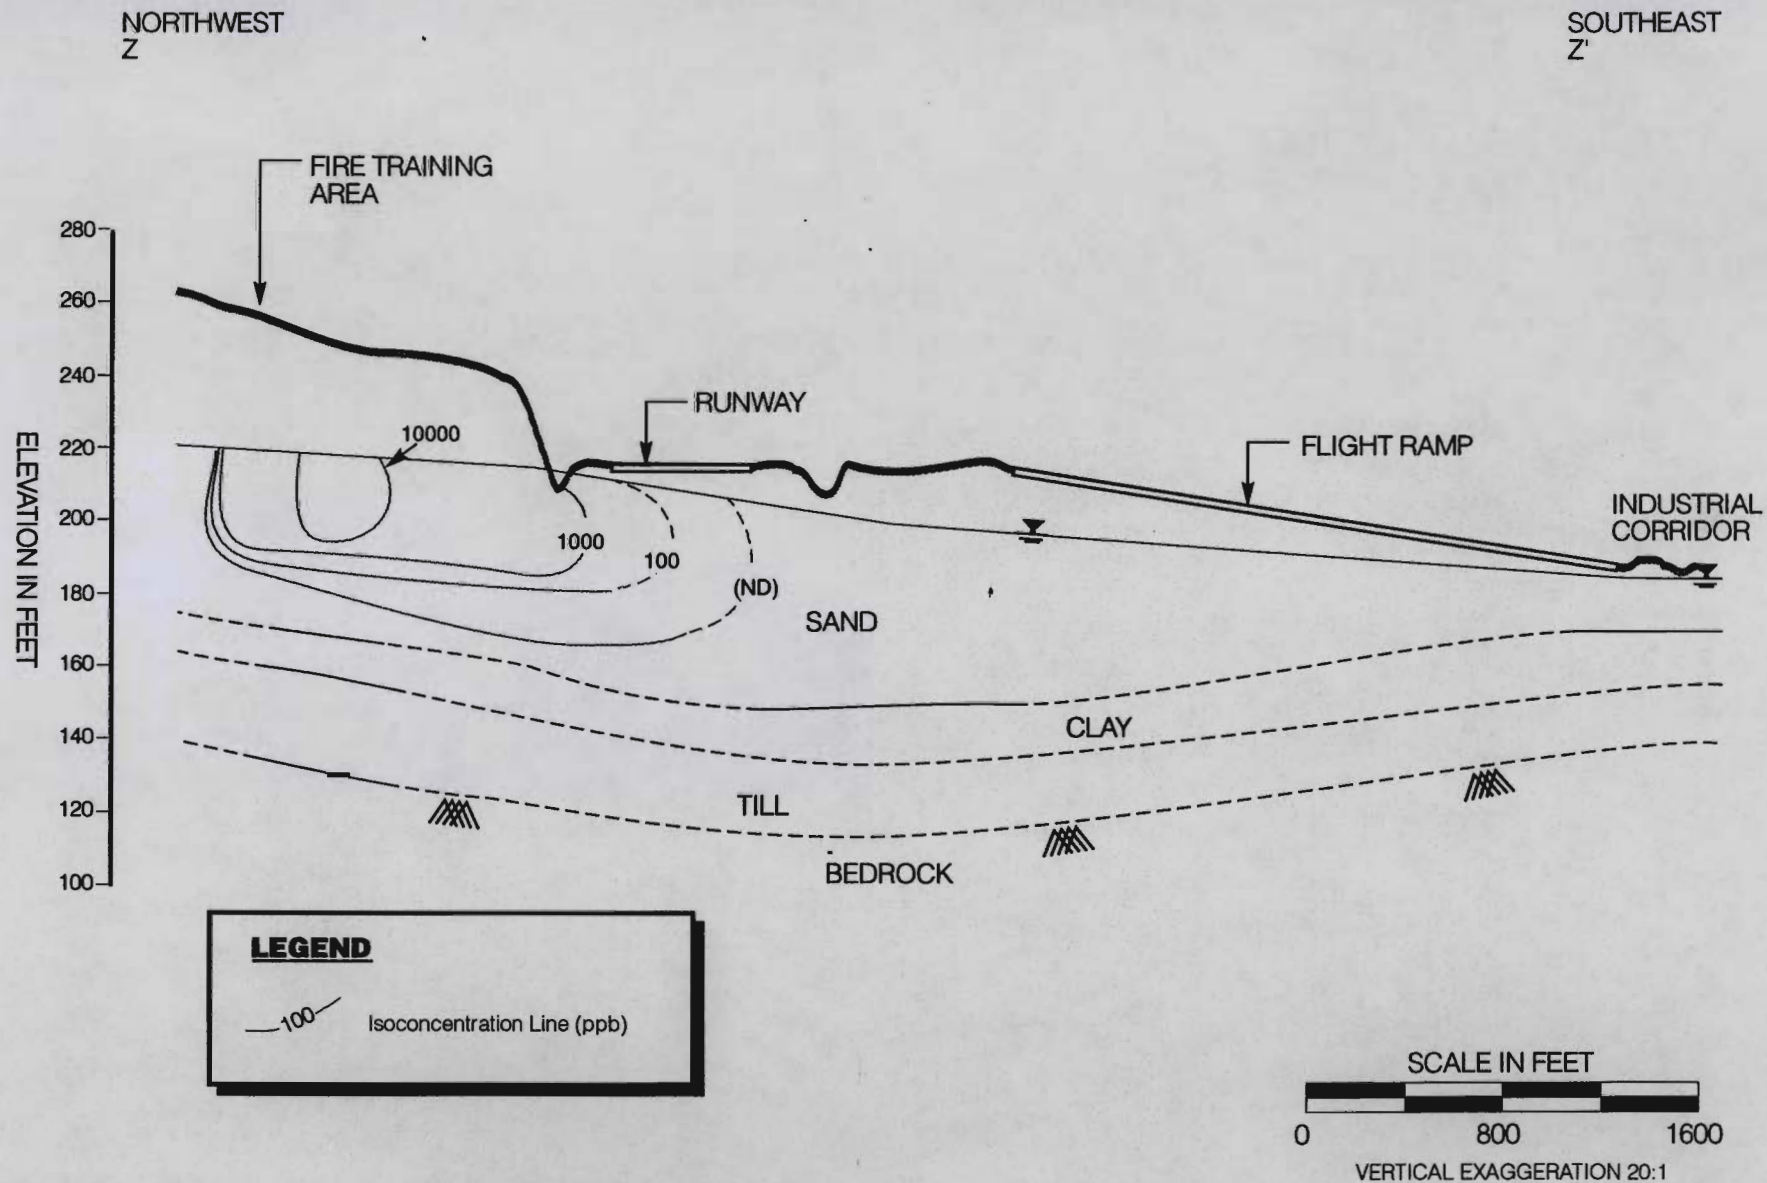 NORTHWEST
Z
SOUTHEAST
Z'
FIRE TRAINING
AREA
280
260
240
220
200
180
160
140
120
100
ELEVATION IN FEET
10000
RUNWAY
FLIGHT RAMP
INDUSTRIAL
CORRIDOR
1000
100
(ND)
SAND
CLAY
TILL
BEDROCK
LEGEND
100
Isoconcentration Line (ppb)
SCALE IN FEET
0 800 1600
VERTICAL EXAGGERATION 20:1